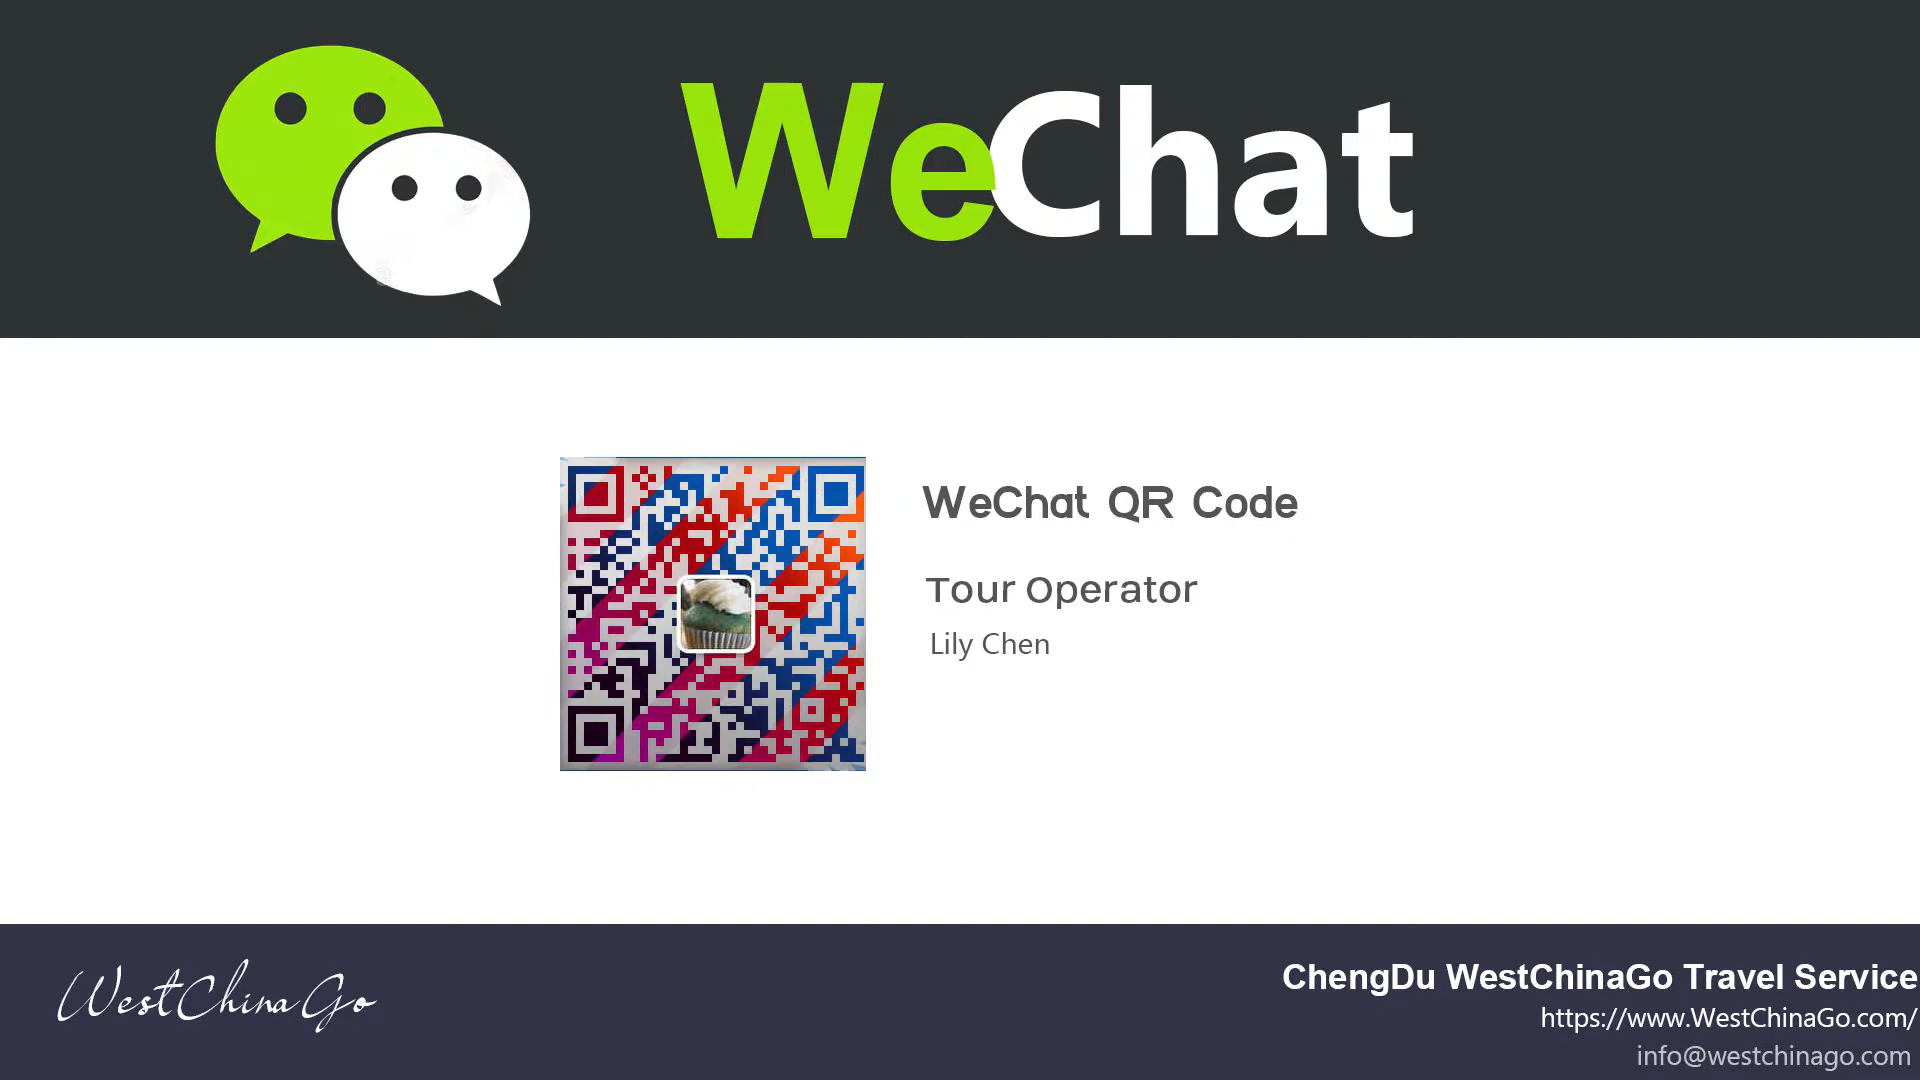 WeChat
WeChat QR Code
Tour Operator
Lily Chen
WestChinaGo
ChengDu WestChinaGo Travel Service
https://www.WestChinaGo.com/
info@westchinago.com